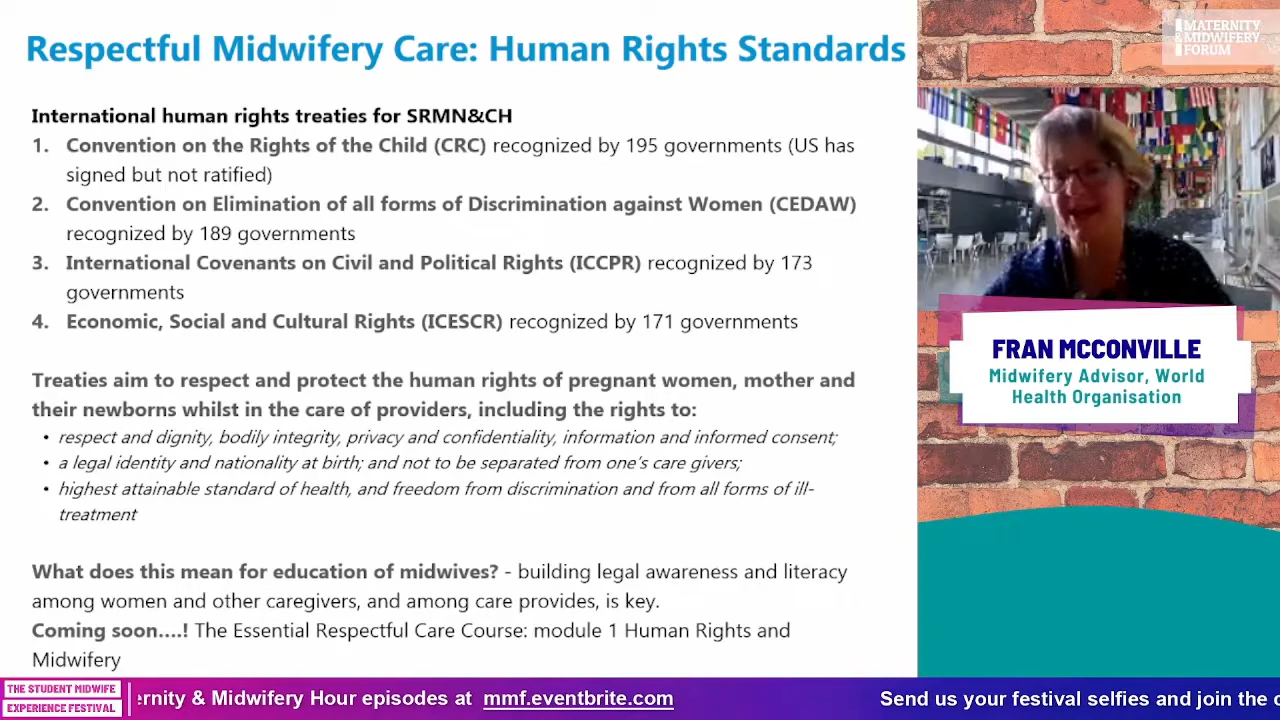 Respectful Midwifery Care: Human Rights Standards
International human rights treaties for SRMN&CH
1. Convention on the Rights of the Child (CRC) recognized by 195 governments (US has
signed but not ratified)
2. Convention on Elimination of all forms of Discrimination against Women (CEDAW)
recognized by 189 governments
3. International Covenants on Civil and Political Rights (ICCPR) recognized by 173
governments
4. Economic, Social and Cultural Rights (ICESCR) recognized by 171 governments
Treaties aim to respect and protect the human rights of pregnant women, mother and
their newborns whilst in the care of providers, including the rights to:
• respect and dignity, bodily integrity, privacy and confidentiality, information and informed consent;
• a legal identity and nationality at birth; and not to be separated from one's care givers;
• highest attainable standard of health, and freedom from discrimination and from all forms of ill-
treatment
What does this mean for education of midwives? - building legal awareness and literacy
among women and other caregivers, and among care provides, is key.
Coming soon....! The Essential Respectful Care Course: module 1 Human Rights and
Midwifery
MATERNITY
& MIDWIFERY
FORUM
FRAN MCCONVILLE
Midwifery Advisor, World
Health Organisation
THE STUDENT MIDWIFE
EXPERIENCE FESTIVAL
ernity & Midwifery Hour episodes at mmf.eventbrite.com
Send us your festival selfies and join the